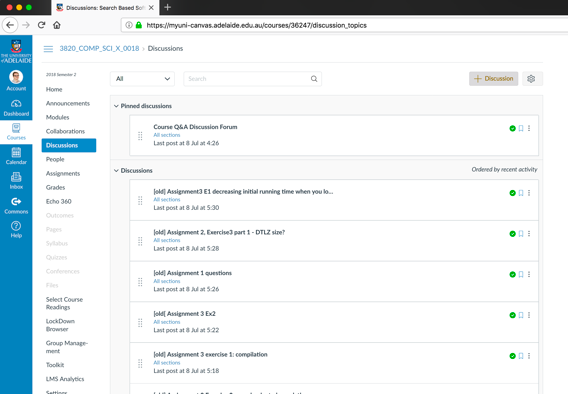 Discussions: Search Based Soft
https://myuni-canvas.adelaide.edu.au/courses/36247/discussion_topics
THE UNIVERSITY
of ADELAIDE
Account
Dashboard
Courses
Calendar
Inbox
Commons
Help
3820_COMP_SCI_X_0018 › Discussions
2018 Semester 2
Home
Announcements
Modules
Collaborations
Discussions
People
Assignments
Grades
Echo 360
Outcomes
Pages
Syllabus
Quizzes
Conferences
Files
Select Course
Readings
LockDown
Browser
Group Manage-
ment
Toolkit
LMS Analytics
Settings
All
Search
+ Discussion
Pinned discussions
Course Q&A Discussion Forum
All sections
Last post at 8 Jul at 4:26
Discussions
Ordered by recent activity
[old] Assignment3 E1 decreasing initial running time when you lo...
All sections
Last post at 8 Jul at 5:30
[old] Assignment 2, Exercise3 part 1 - DTLZ size?
All sections
Last post at 8 Jul at 5:28
[old] Assignment 1 questions
All sections
Last post at 8 Jul at 5:26
[old] Assignment 3 Ex2
All sections
Last post at 8 Jul at 5:22
[old] Assignment 3 exercise 1: compilation
All sections
Last post at 8 Jul at 5:18